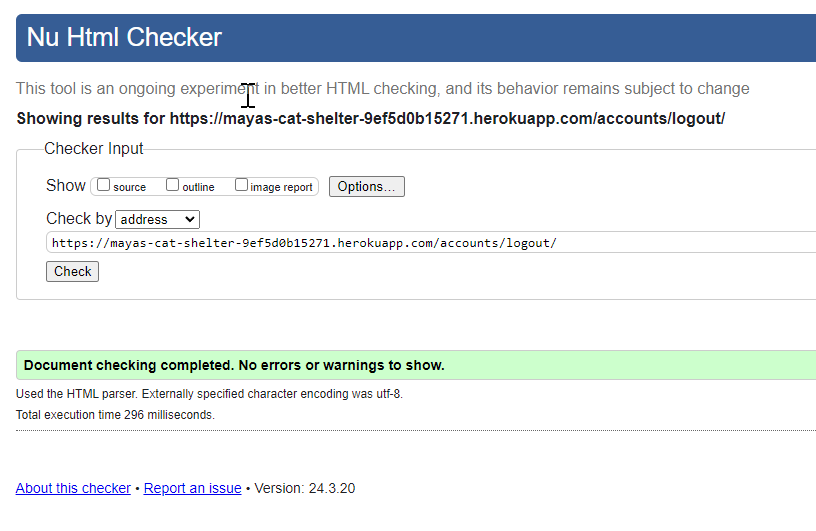 Nu Html Checker
This tool is an ongoing experiment in better HTML checking, and its behavior remains subject to change
Showing results for https://mayas-cat-shelter-9ef5d0b15271.herokuapp.com/accounts/logout/
Checker Input
Show source outline image report Options...
Check by address
https://mayas-cat-shelter-9ef5d0b15271.herokuapp.com/accounts/logout/
Check
Document checking completed. No errors or warnings to show.
Used the HTML parser. Externally specified character encoding was utf-8.
Total execution time 296 milliseconds.
About this checker • Report an issue • Version: 24.3.20